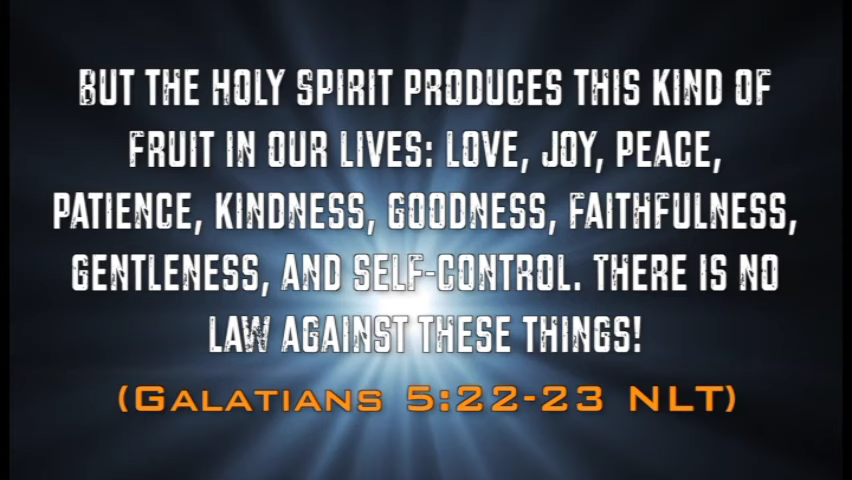 BUT THE HOLY SPIRIT PRODUCES THIS KIND OF
FRUIT IN OUR LIVES: LOVE, JOY, PEACE,
PATIENCE, KINDNESS, GOODNESS, FAITHFULNESS,
GENTLENESS, AND SELF-CONTROL. THERE IS NO
LAW AGAINST THESE THINGS!
(GALATIANS 5:22-23 NLT)